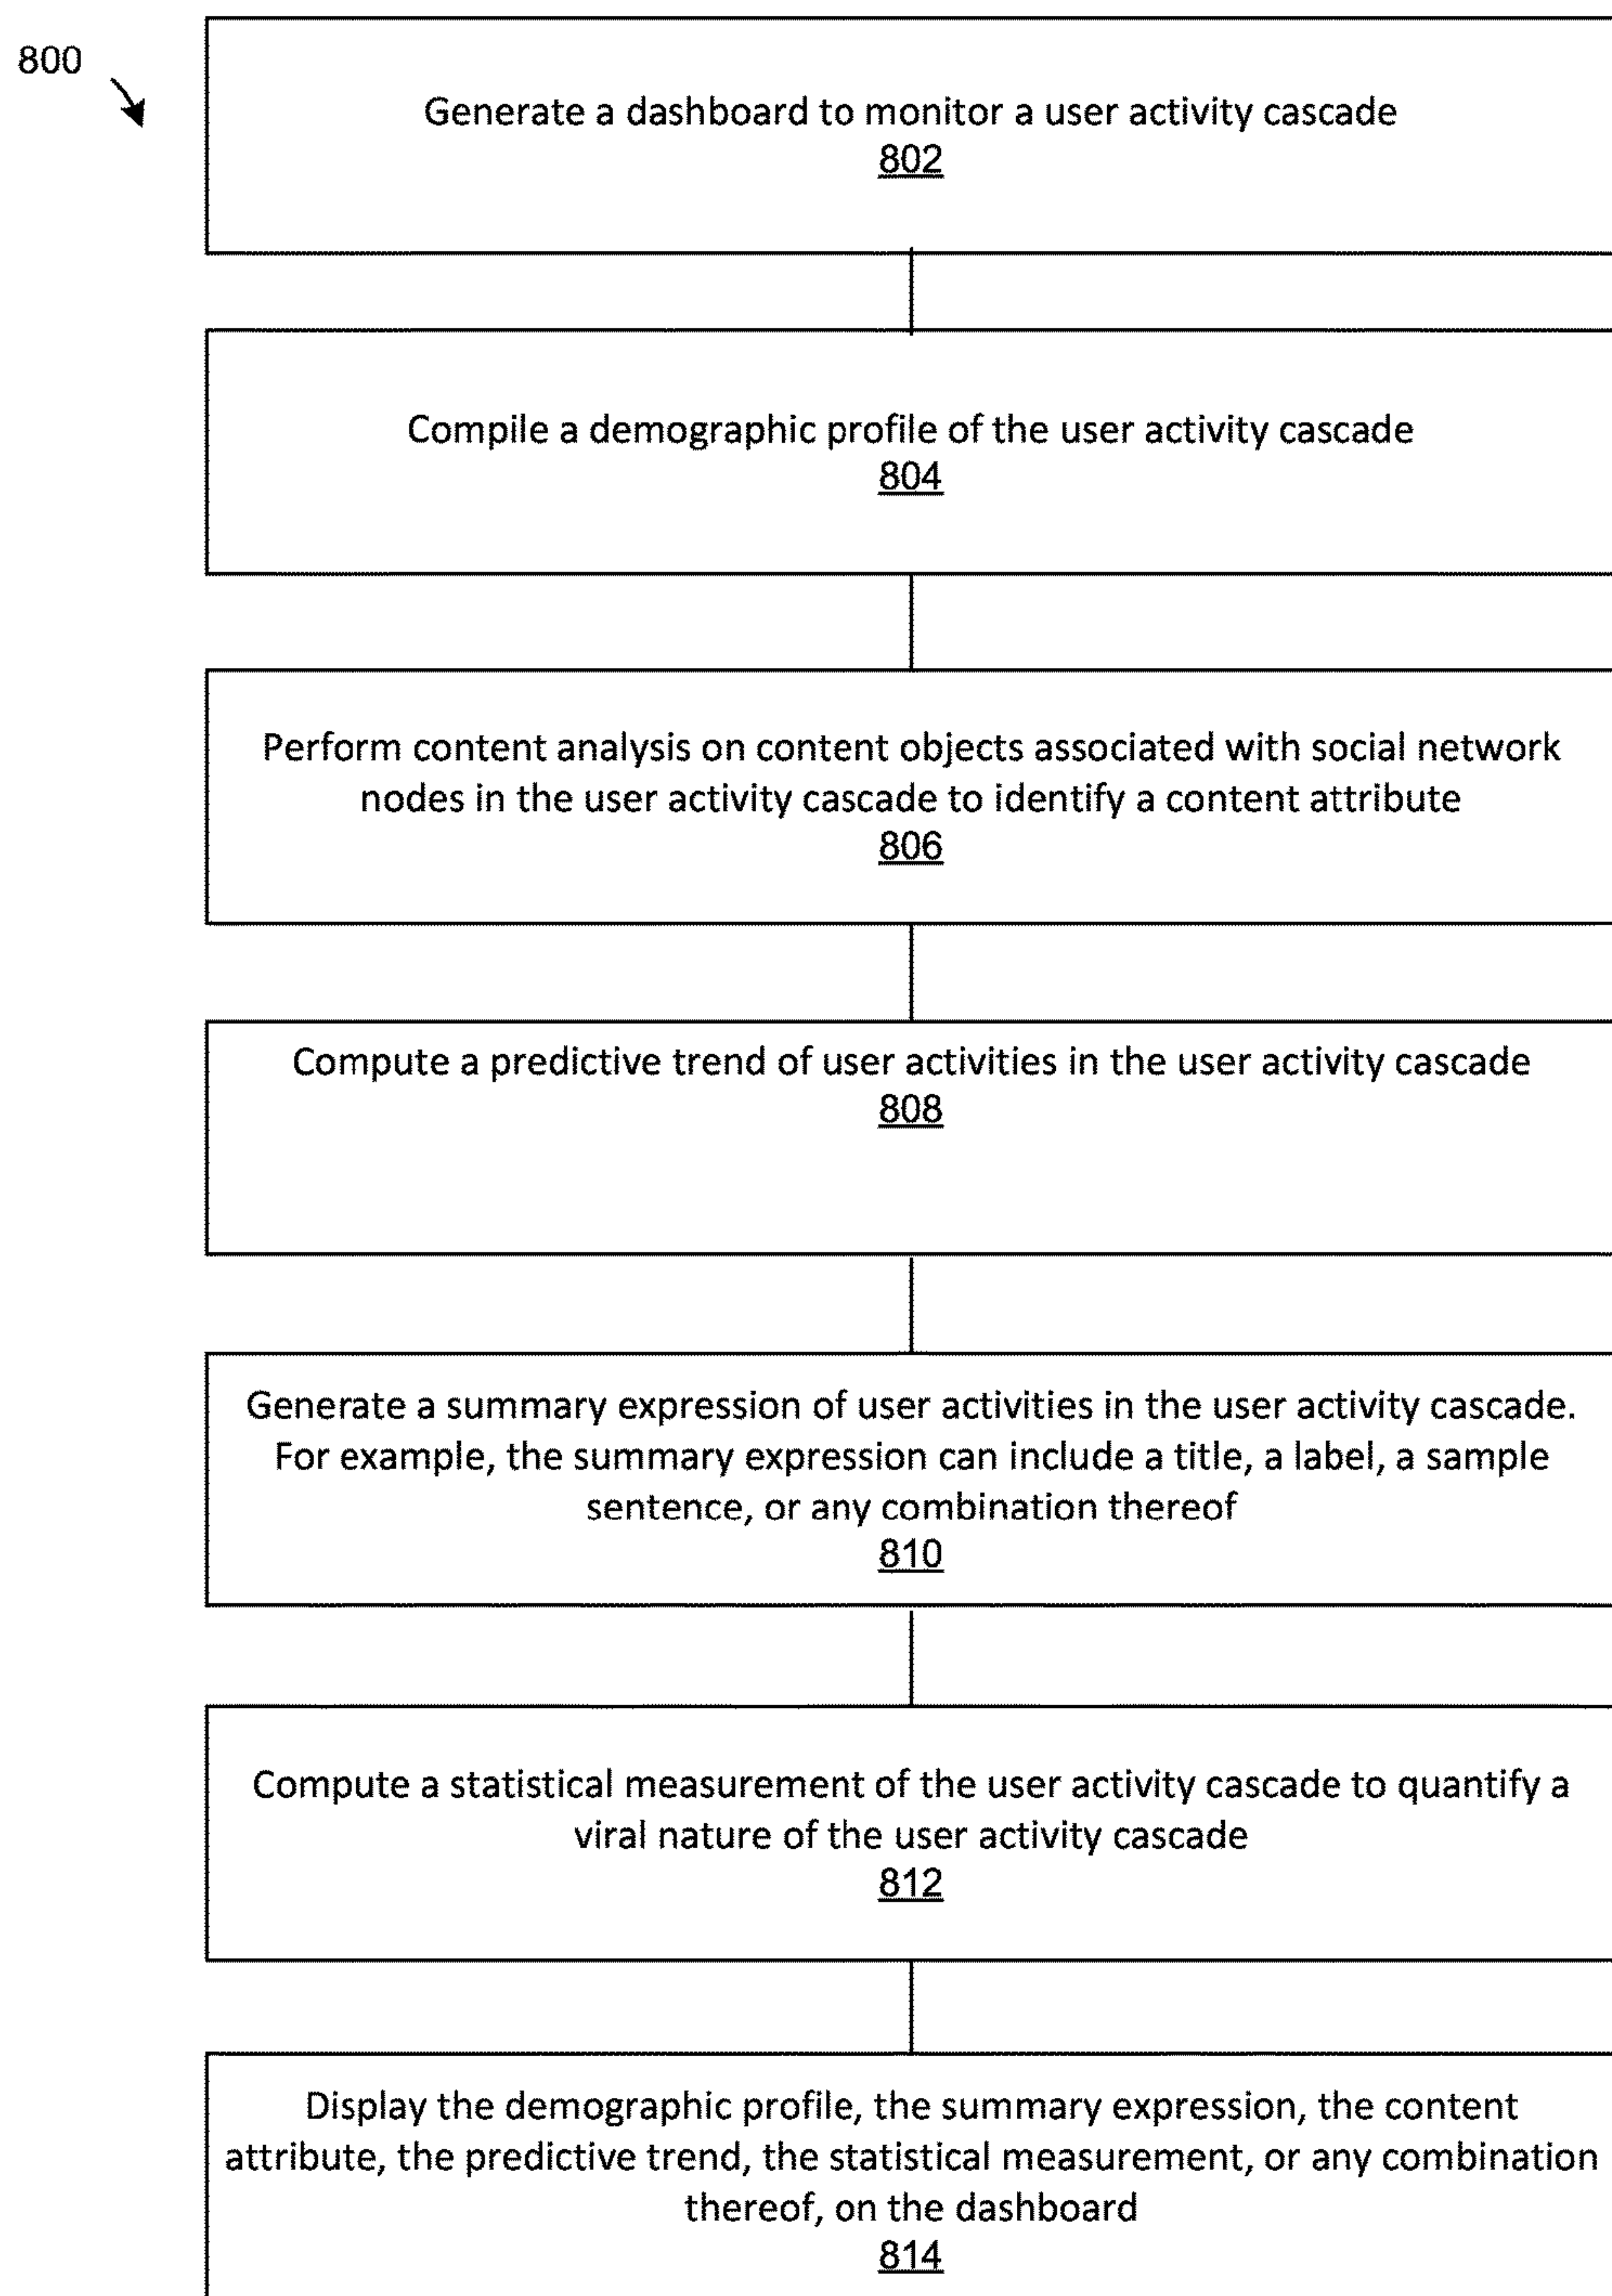 800
Generate a dashboard to monitor a user activity cascade
802
Compile a demographic profile of the user activity cascade
804
Perform content analysis on content objects associated with social network
nodes in the user activity cascade to identify a content attribute
806
Compute a predictive trend of user activities in the user activity cascade
808
Generate a summary expression of user activities in the user activity cascade.
For example, the summary expression can include a title, a label, a sample
sentence, or any combination thereof
810
Compute a statistical measurement of the user activity cascade to quantify a
viral nature of the user activity cascade
812
Display the demographic profile, the summary expression, the content
attribute, the predictive trend, the statistical measurement, or any combination
thereof, on the dashboard
814